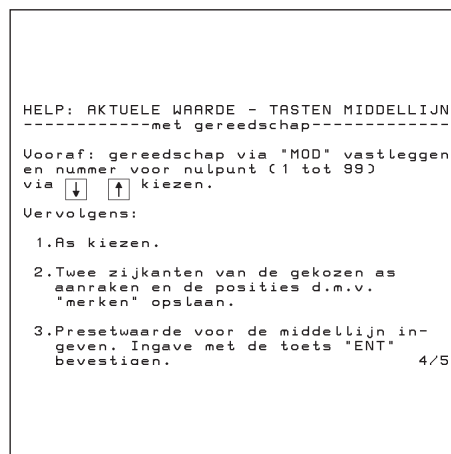 HELP: AKTUELE WAARDE - TASTEN MIDDELLIJN
------------met gereedschap-------------
Vooraf: gereedschap via "MOD" vastleggen
en nummer voor nulpunt (1 tot 99)
via ↓ ↑ kiezen.
Vervolgens:
1.As kiezen.
2.Twee zijkanten van de gekozen as
aanraken en de posities d.m.v.
"merken" opslaan.
3.Presetwaarde voor de middellijn in-
geven. Ingave met de toets "ENT"
bevestigen. 4/5